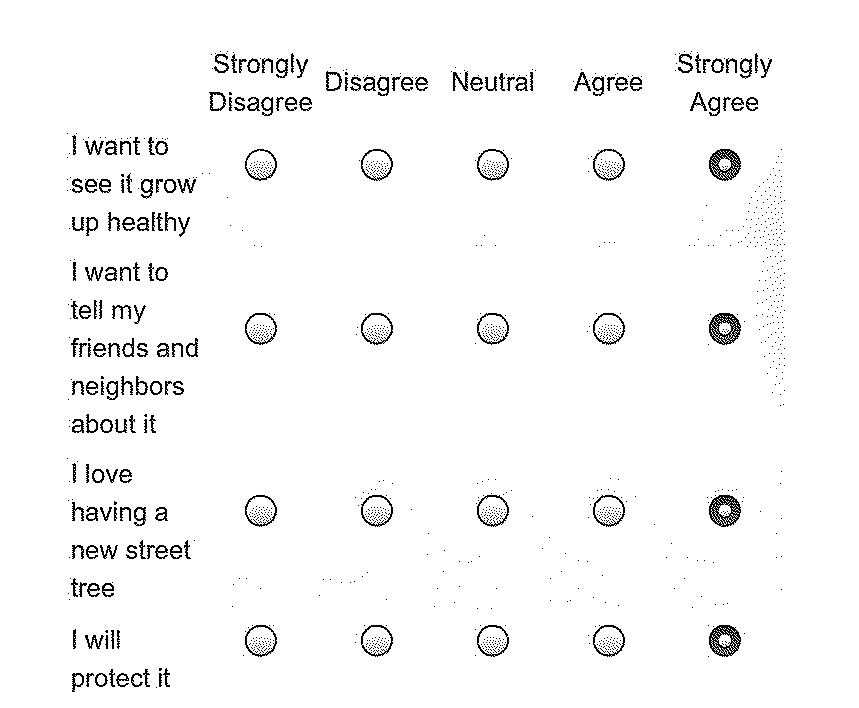 Strongly Disagree Disagree Neutral Agree Strongly Agree
I want to
see it grow
up healthy
I want to
tell my
friends and
neighbors
about it
I love
having a
new street
tree
I will
protect it